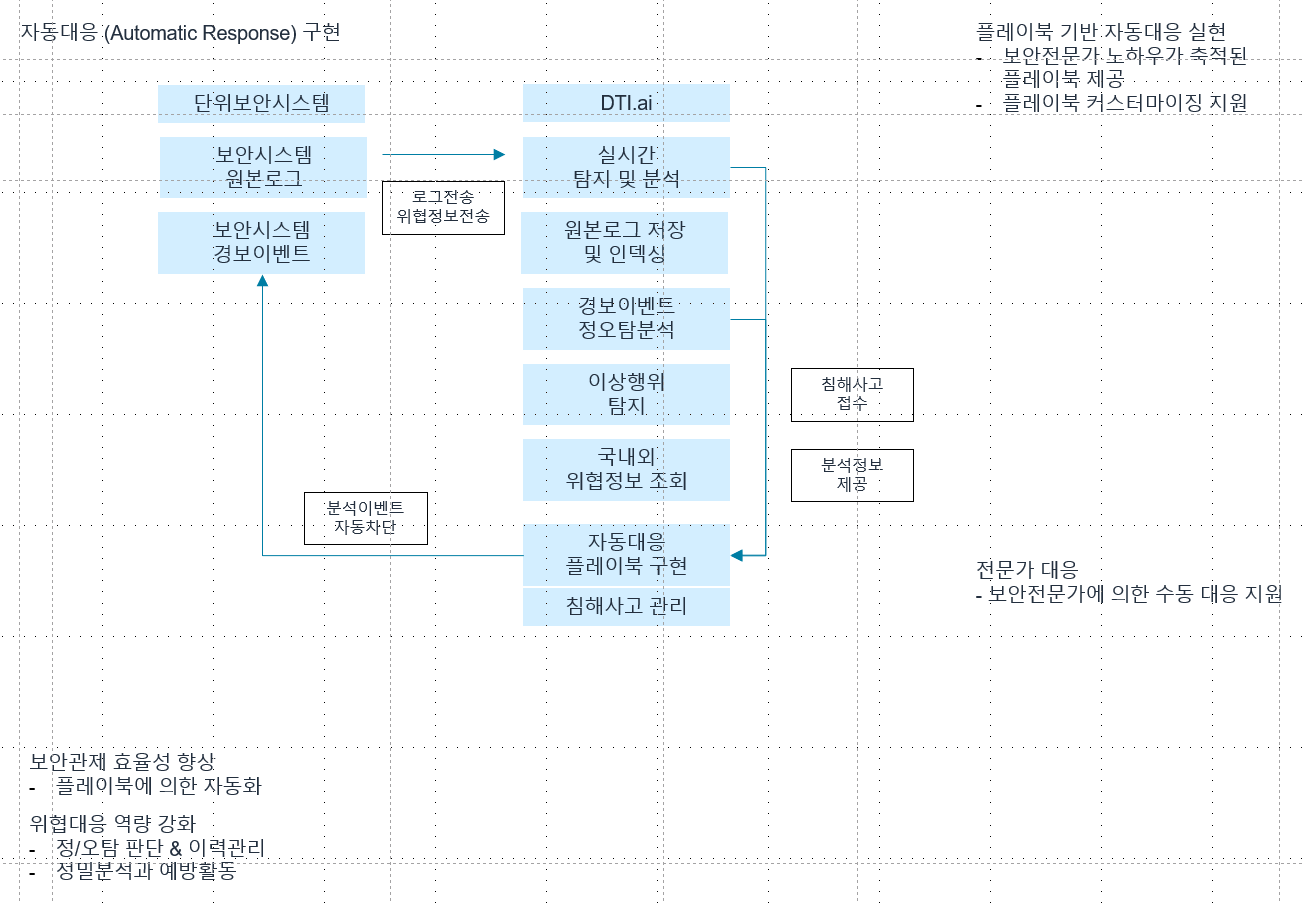 자동대응 (Automatic Response) 구현
플레이북 기반 자동대응 실현
- 보안전문가 노하우가 축적된
플레이북 제공
- 플레이북 커스터마이징 지원
단위보안시스템
보안시스템
원본로그
보안시스템
경보이벤트
로그전송
위협정보전송
DTI.ai
실시간
탐지 및 분석
원본로그 저장
및 인덱싱
경보이벤트
정오탐분석
이상행위
탐지
국내외
위협정보 조회
자동대응
플레이북 구현
침해사고 관리
침해사고
접수
분석정보
제공
분석이벤트
자동차단
전문가 대응
- 보안전문가에 의한 수동 대응 지원
보안관제 효율성 향상
- 플레이북에 의한 자동화
위협대응 역량 강화
- 정/오탐 판단 & 이력관리
- 정밀분석과 예방활동